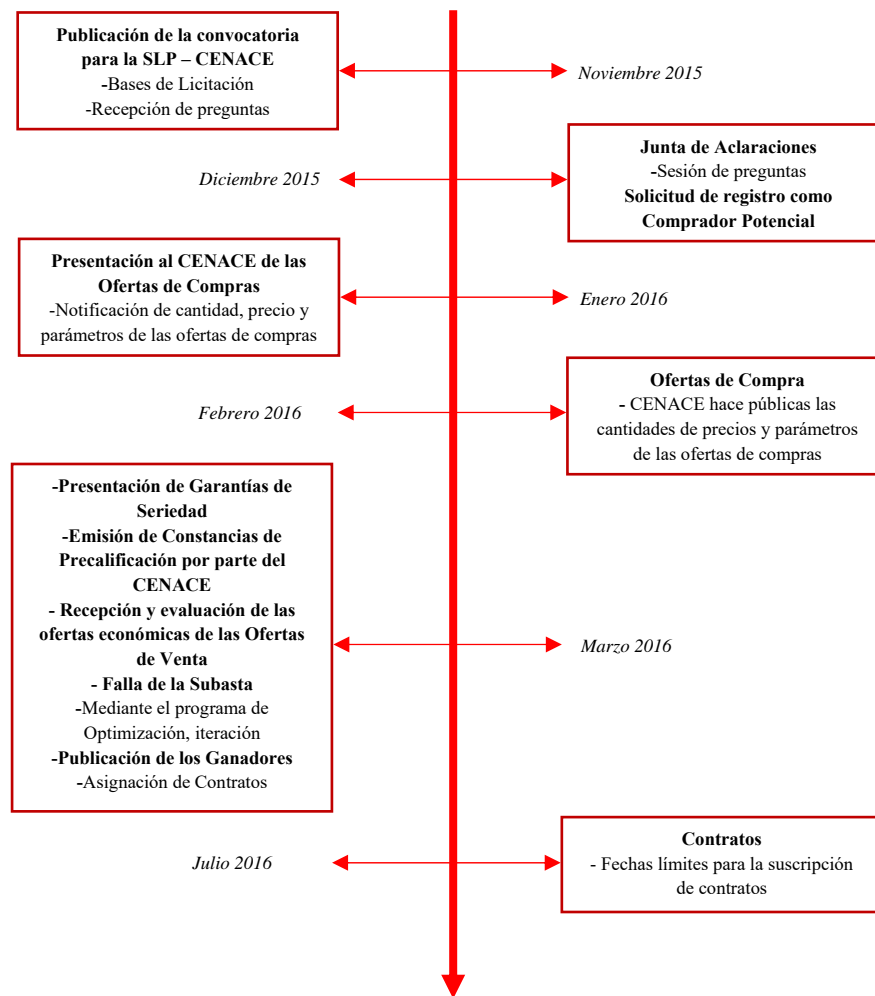 Publicación de la convocatoria
para la SLP – CENACE
-Bases de Licitación
-Recepción de preguntas
Noviembre 2015
Junta de Aclaraciones
-Sesión de preguntas
Solicitud de registro como
Comprador Potencial
Diciembre 2015
Presentación al CENACE de las
Ofertas de Compras
-Notificación de cantidad, precio y
parámetros de las ofertas de compras
Enero 2016
Ofertas de Compra
- CENACE hace públicas las
cantidades de precios y parámetros
de las ofertas de compras
Febrero 2016
-Presentación de Garantías de
Seriedad
-Emisión de Constancias de
Precalificación por parte del
CENACE
- Recepción y evaluación de las
ofertas económicas de las Ofertas
de Venta
- Falla de la Subasta
-Mediante el programa de
Optimización, iteración
-Publicación de los Ganadores
-Asignación de Contratos
Marzo 2016
Contratos
- Fechas límites para la suscripción
de contratos
Julio 2016